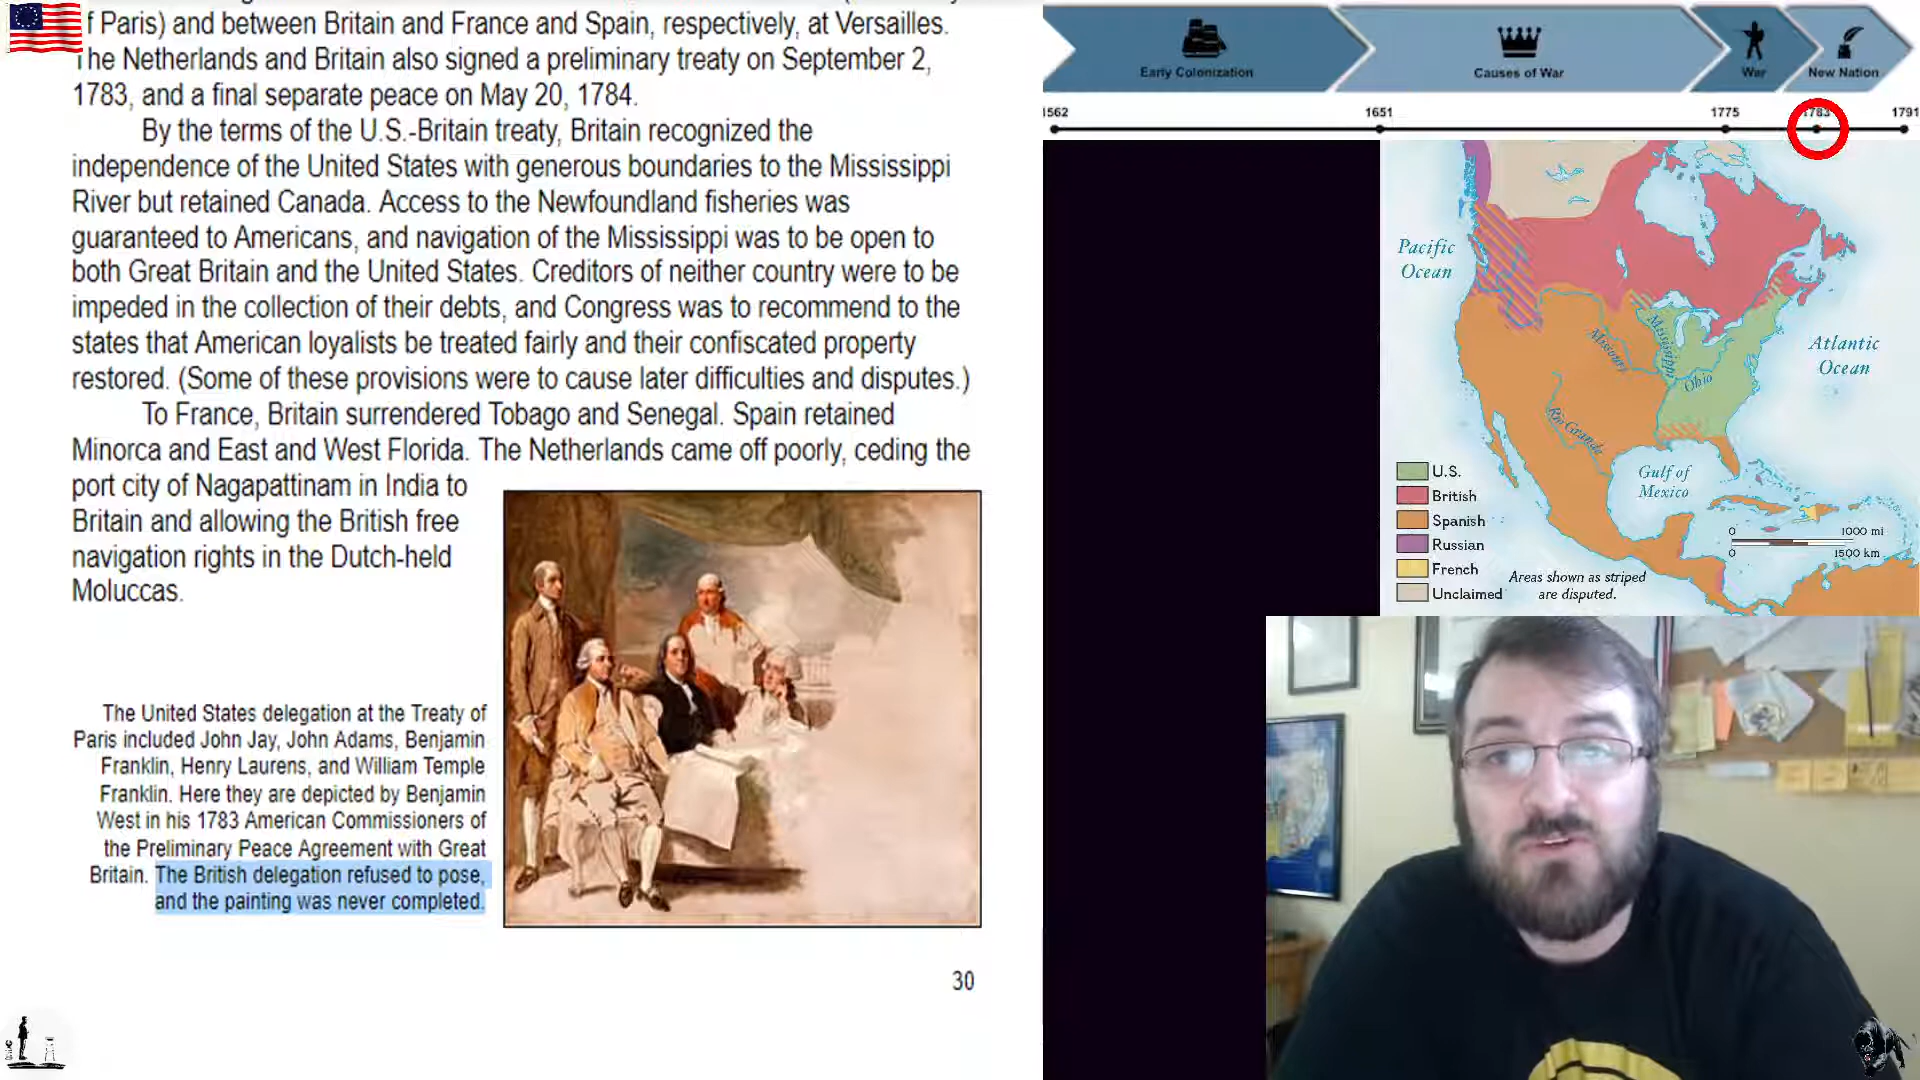 f Paris) and between Britain and France and Spain, respectively, at Versailles.
The Netherlands and Britain also signed a preliminary treaty on September 2,
1783, and a final separate peace on May 20, 1784.
By the terms of the U.S.-Britain treaty, Britain recognized the
independence of the United States with generous boundaries to the Mississippi
River but retained Canada. Access to the Newfoundland fisheries was
guaranteed to Americans, and navigation of the Mississippi was to be open to
both Great Britain and the United States. Creditors of neither country were to be
impeded in the collection of their debts, and Congress was to recommend to the
states that American loyalists be treated fairly and their confiscated property
restored. (Some of these provisions were to cause later difficulties and disputes.)
To France, Britain surrendered Tobago and Senegal. Spain retained
Minorca and East and West Florida. The Netherlands came off poorly, ceding the
port city of Nagapattinam in India to
Britain and allowing the British free
navigation rights in the Dutch-held
Moluccas.
The United States delegation at the Treaty of
Paris included John Jay, John Adams, Benjamin
Franklin, Henry Laurens, and William Temple
Franklin. Here they are depicted by Benjamin
West in his 1783 American Commissioners of
the Preliminary Peace Agreement with Great
Britain. The British delegation refused to pose,
and the painting was never completed.
30
Early Colonization
Causes of War
War
New Nation
1562
1651
1775
1783
1791
Pacific
Ocean
Atlantic
Ocean
Missouri
Mississippi
Ohio
Rio Grande
Gulf of
Mexico
U.S.
British
Spanish
Russian
French
Unclaimed
0 1000 mi
0 1500 km
Areas shown as striped
are disputed.